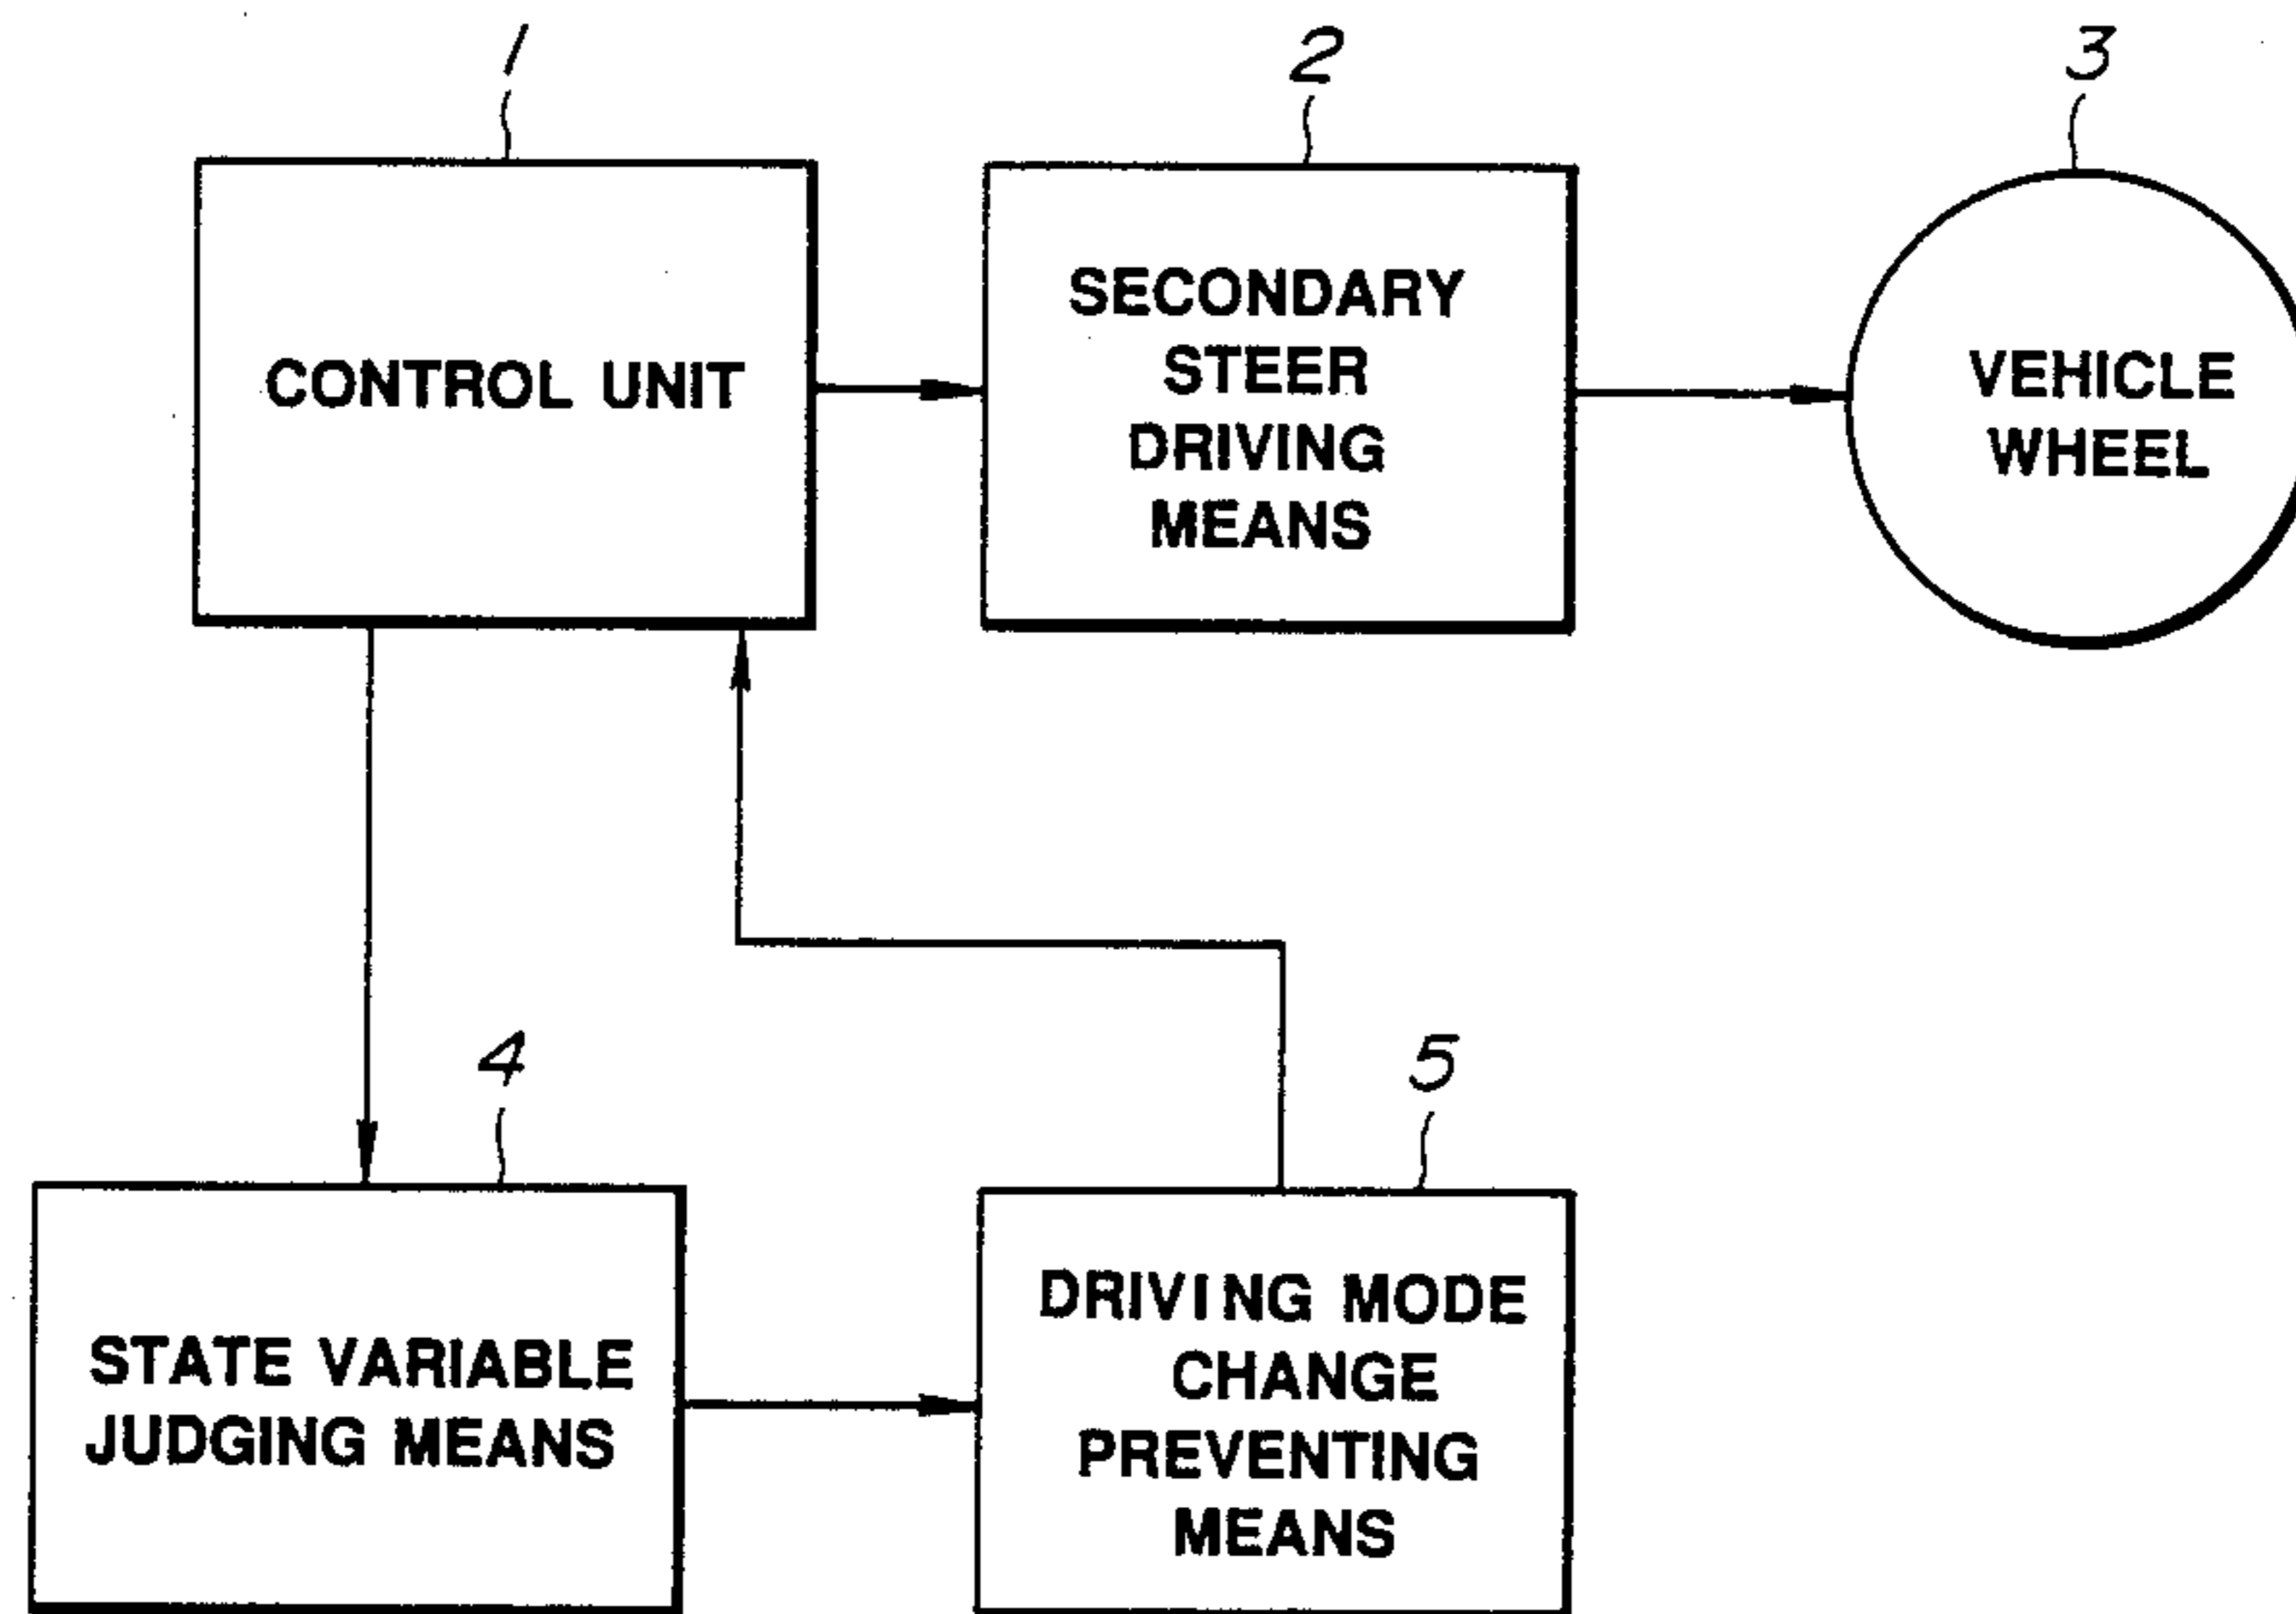 1
2
3
CONTROL UNIT
SECONDARY
STEER
DRIVING
MEANS
VEHICLE
WHEEL
4
5
STATE VARIABLE
JUDGING MEANS
DRIVING MODE
CHANGE
PREVENTING
MEANS